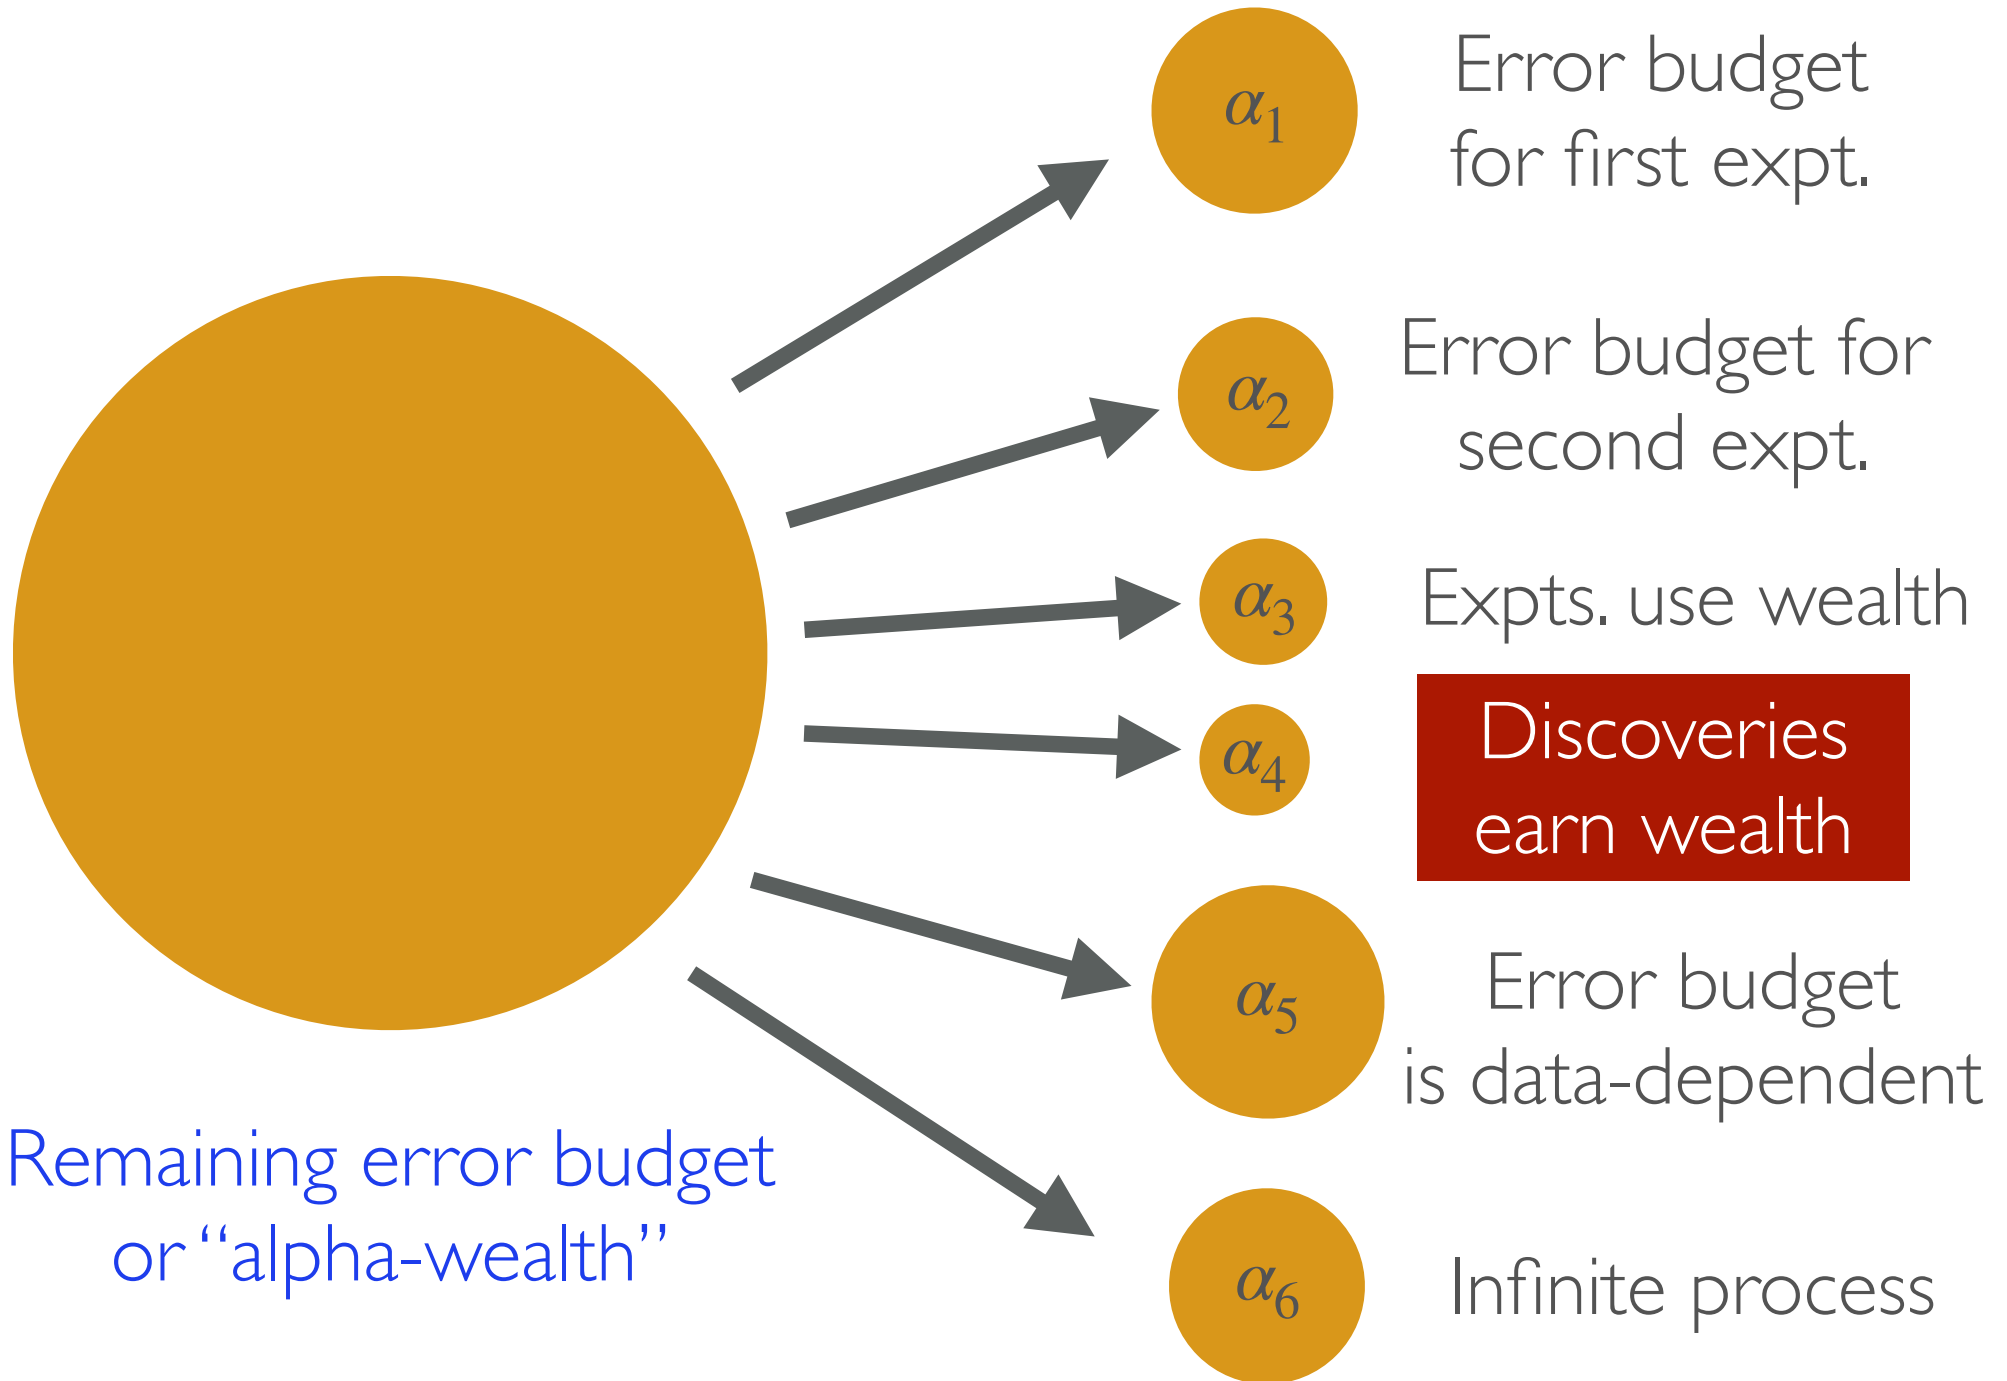 α₁
Error budget
for first expt.
α₂
Error budget for
second expt.
α₃
Expts. use wealth
α₄
Discoveries
earn wealth
α₅
Error budget
is data-dependent
Remaining error budget
or “alpha-wealth”
α₆
Infinite process